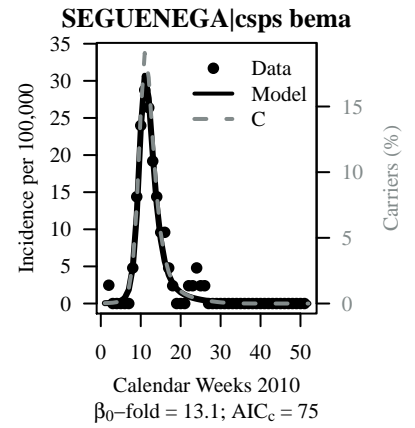 SEGUENEGA|csps bema
35
30
25
20
15
10
5
0
Incidence per 100,000
Data
Model
C
15
10
5
0
Carriers (%)
0 10 20 30 40 50
Calendar Weeks 2010
β₀−fold = 13.1; AICc = 75